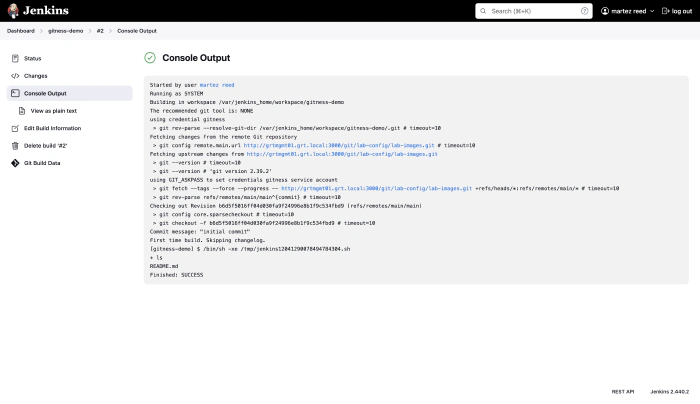 Jenkins
Search (⌘+K)
martez reed
log out
Dashboard > gitness-demo > #2 > Console Output
Status
Changes
Console Output
View as plain text
Edit Build Information
Delete build '#2'
Git Build Data
Console Output
Started by user martez reed
Running as SYSTEM
Building in workspace /var/jenkins_home/workspace/gitness-demo
The recommended git tool is: NONE
using credential gitness
> git rev-parse --resolve-git-dir /var/jenkins_home/workspace/gitness-demo/.git # timeout=10
Fetching changes from the remote Git repository
> git config remote.main.url http://grtmgmt01.grt.local:3000/git/lab-config/lab-images.git # timeout=10
Fetching upstream changes from http://grtmgmt01.grt.local:3000/git/lab-config/lab-images.git
> git --version # timeout=10
> git --version # 'git version 2.39.2'
using GIT_ASKPASS to set credentials gitness service account
> git fetch --tags --force --progress -- http://grtmgmt01.grt.local:3000/git/lab-config/lab-images.git +refs/heads/*:refs/remotes/main/* # timeout=10
> git rev-parse refs/remotes/main/main^{commit} # timeout=10
Checking out Revision b6d5f5016ff04d030fa9f24996e8b1f9c534fbd9 (refs/remotes/main/main)
> git config core.sparsecheckout # timeout=10
> git checkout -f b6d5f5016ff04d030fa9f24996e8b1f9c534fbd9 # timeout=10
Commit message: "initial commit"
First time build. Skipping changelog.
[gitness-demo] $ /bin/sh -xe /tmp/jenkins12041290078494784304.sh
+ ls
README.md
Finished: SUCCESS
REST API
Jenkins 2.440.2